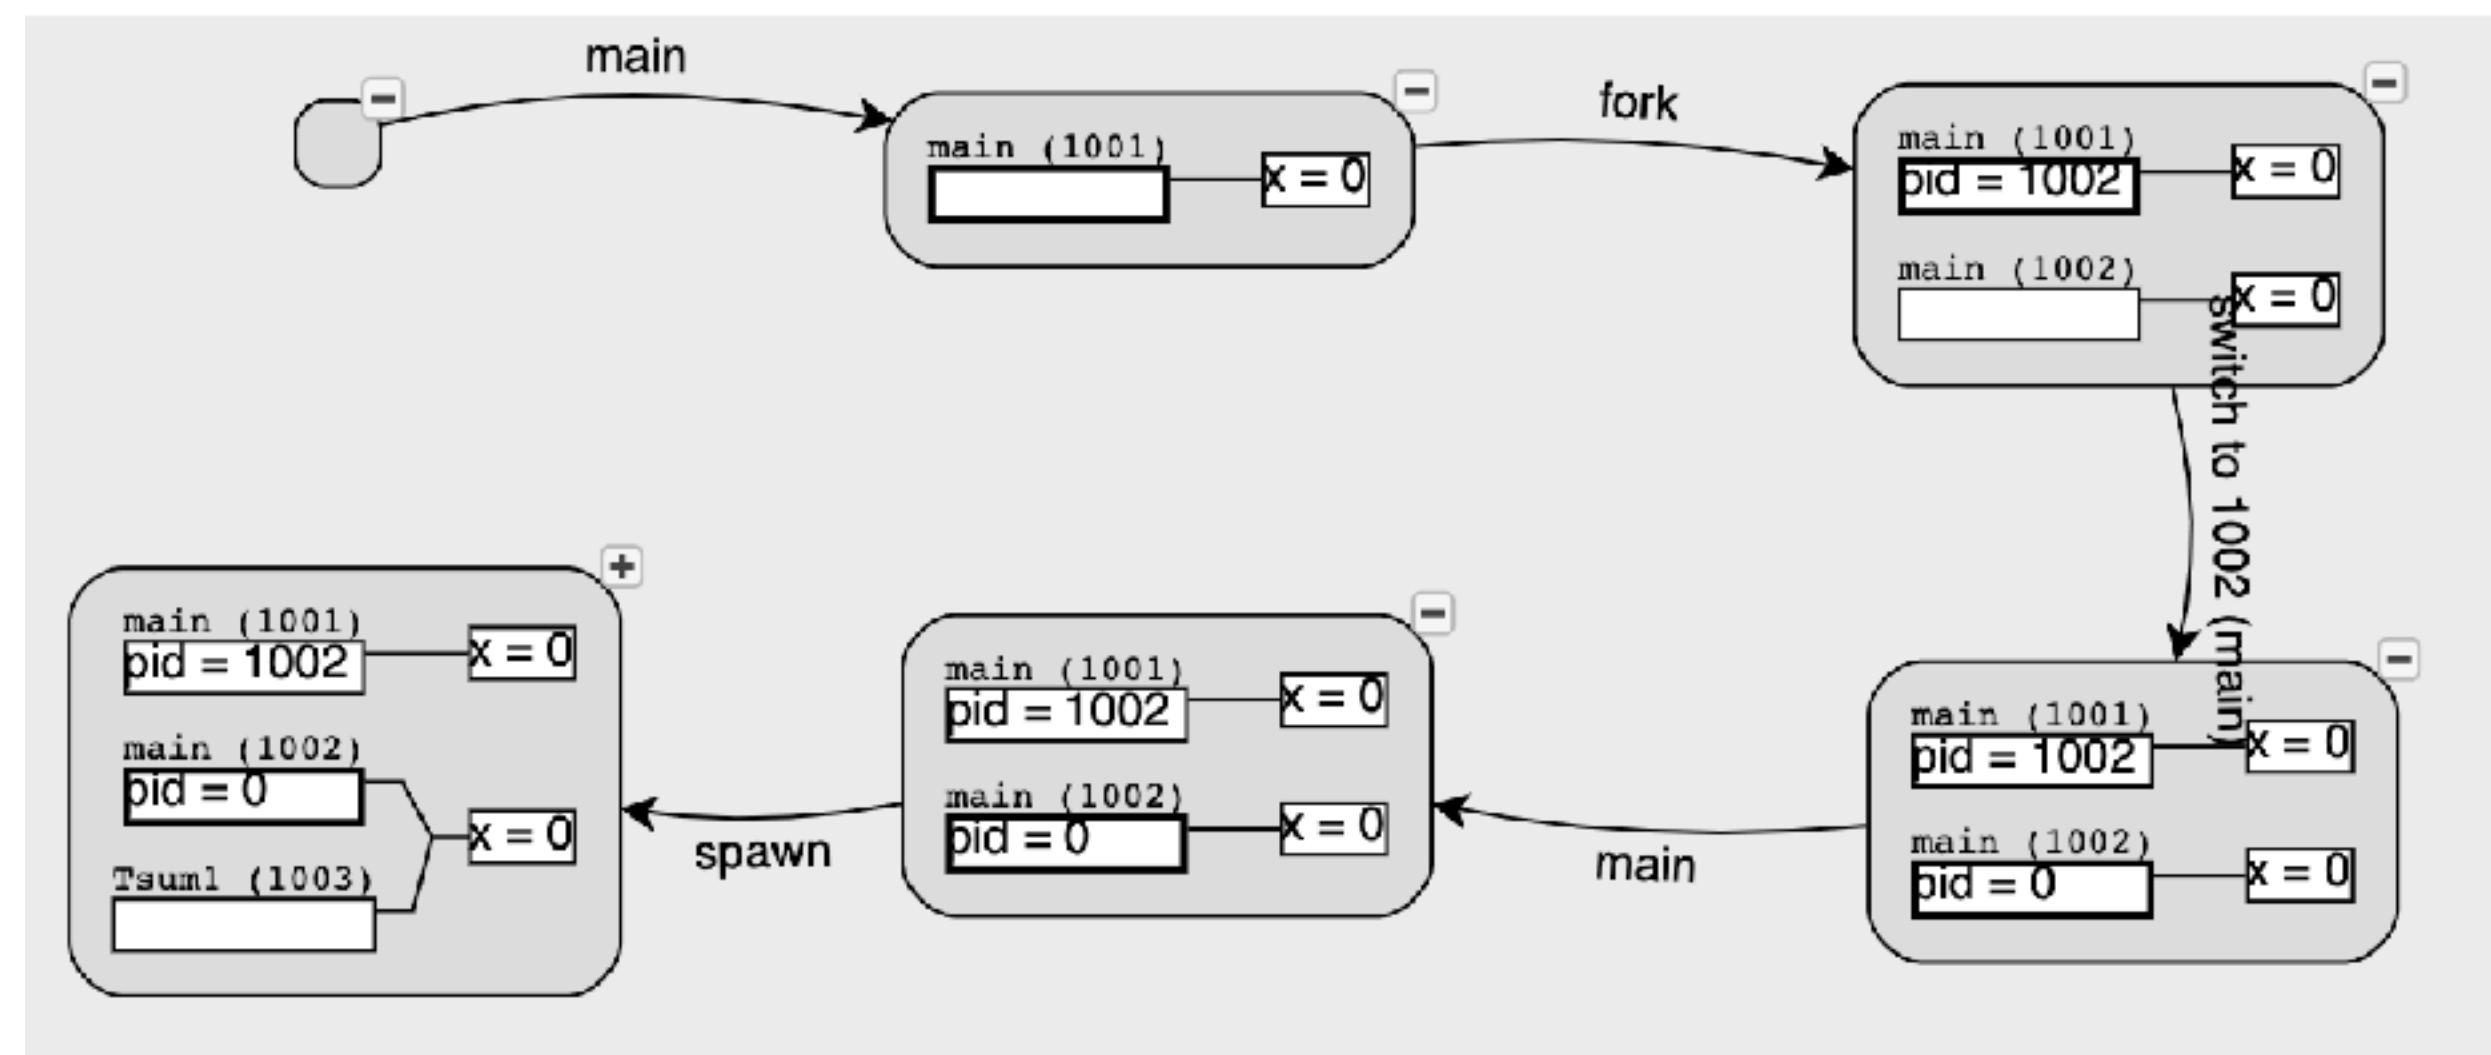 main
main (1001)
x = 0
fork
main (1001)
pid = 1002
x = 0
main (1002)
x = 0
switch to 1002 (main)
main (1001)
pid = 1002
x = 0
main (1002)
pid = 0
x = 0
main
main (1001)
pid = 1002
x = 0
main (1002)
pid = 0
x = 0
spawn
main (1001)
pid = 1002
x = 0
main (1002)
pid = 0
x = 0
Tsum1 (1003)